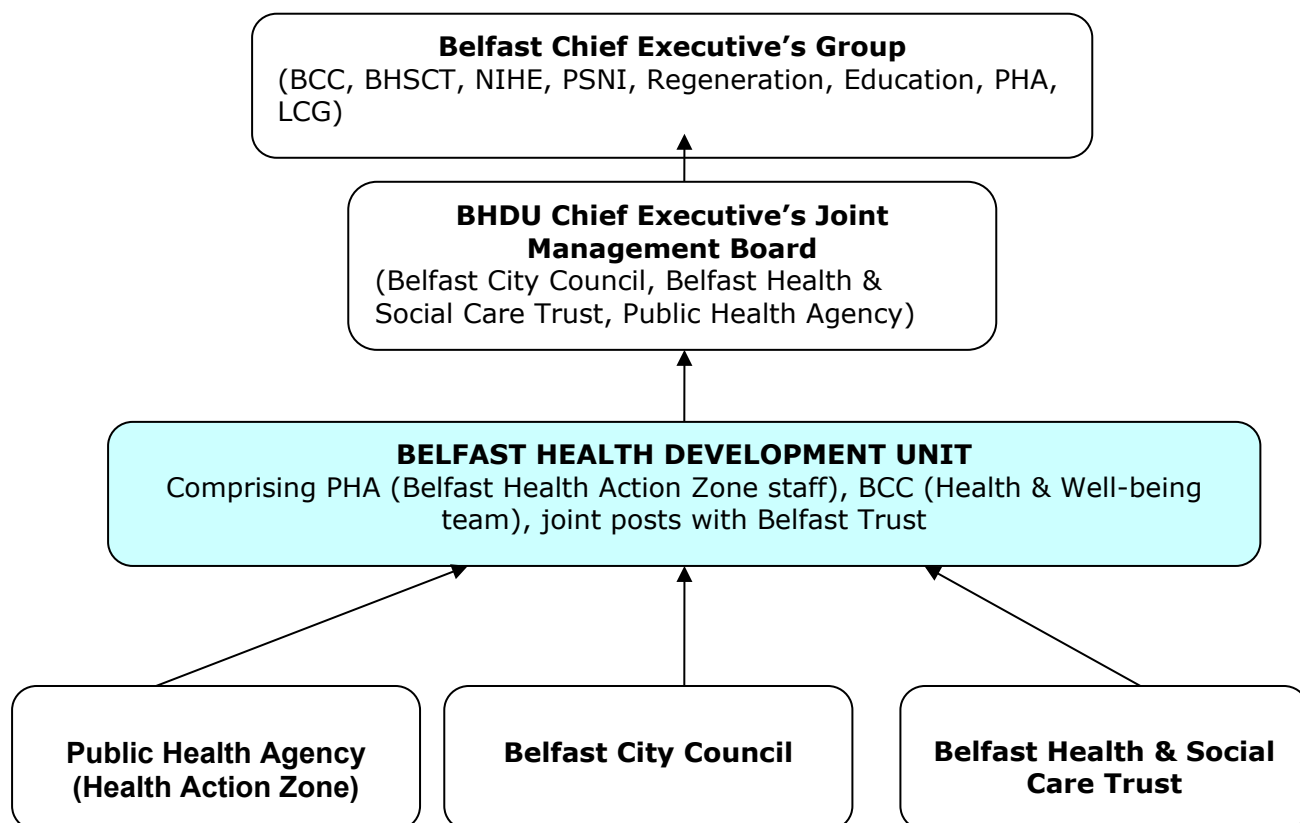 Belfast Chief Executive’s Group
(BCC, BHSCT, NIHE, PSNI, Regeneration, Education, PHA,
LCG)
BHDU Chief Executive’s Joint
Management Board
(Belfast City Council, Belfast Health &
Social Care Trust, Public Health Agency)
BELFAST HEALTH DEVELOPMENT UNIT
Comprising PHA (Belfast Health Action Zone staff), BCC (Health & Well-being
team), joint posts with Belfast Trust
Public Health Agency
(Health Action Zone)
Belfast City Council
Belfast Health & Social
Care Trust